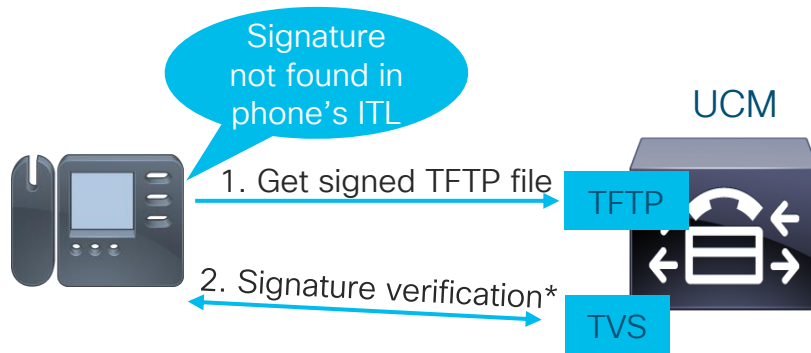 Signature
not found in
phone's ITL
UCM
1. Get signed TFTP file
TFTP
2. Signature verification*
TVS